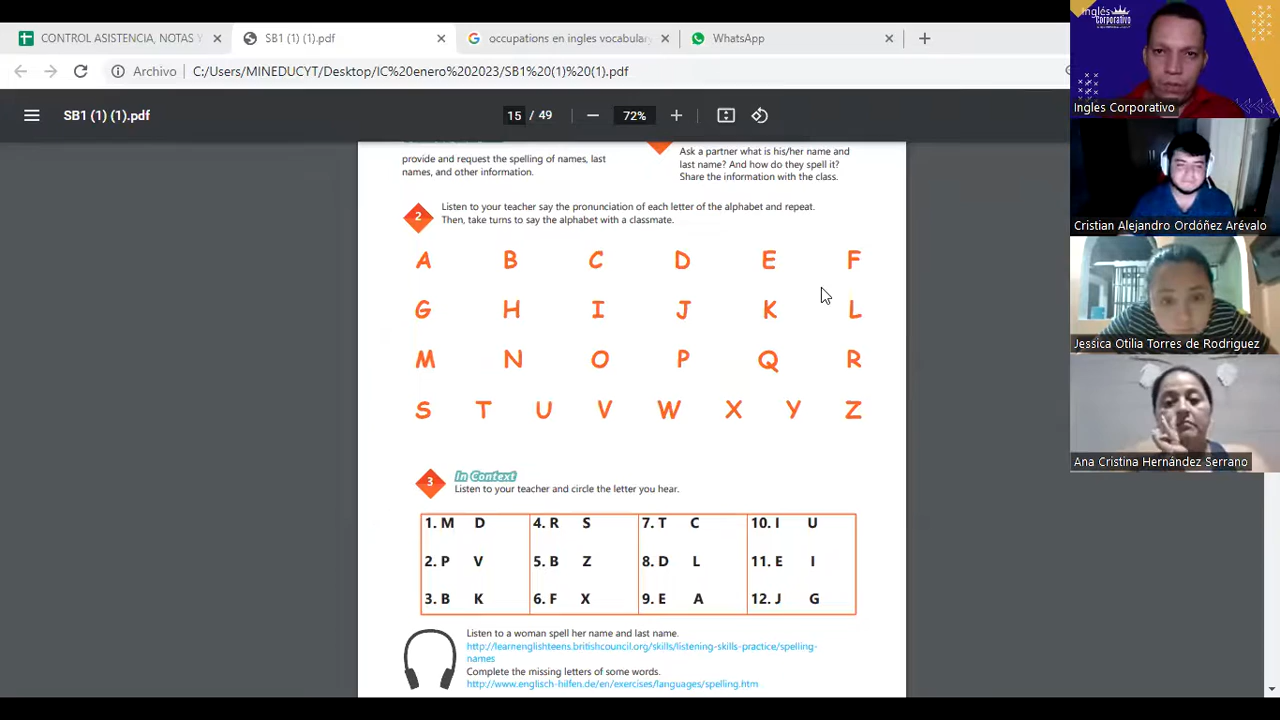 CONTROL ASISTENCIA, NOTAS Y
SB1 (1) (1).pdf
occupations en ingles vocabulary
WhatsApp
Archivo
C:/Users/MINEDUCYT/Desktop/IC%20enero%202023/SB1%20(1)%20(1).pdf
SB1 (1) (1).pdf
15 / 49
72%
provide and request the spelling of names, last
names, and other information.
Ask a partner what is his/her name and
last name? And how do they spell it?
Share the information with the class.
2
Listen to your teacher say the pronunciation of each letter of the alphabet and repeat.
Then, take turns to say the alphabet with a classmate.
A B C D E F
G H I J K L
M N O P Q R
S T U V W X Y Z
3
In Context
Listen to your teacher and circle the letter you hear.
1. M D 4. R S 7. T C 10. I U
2. P V 5. B Z 8. D L 11. E I
3. B K 6. F X 9. E A 12. J G
Listen to a woman spell her name and last name.
http://learnenglishteens.britishcouncil.org/skills/listening-skills-practice/spelling-
names
Complete the missing letters of some words.
http://www.englisch-hilfen.de/en/exercises/languages/spelling.htm
Inglés
corporativo
Ingles Corporativo
Cristian Alejandro Ordóñez Arévalo
Jessica Otilia Torres de Rodriguez
Ana Cristina Hernández Serrano